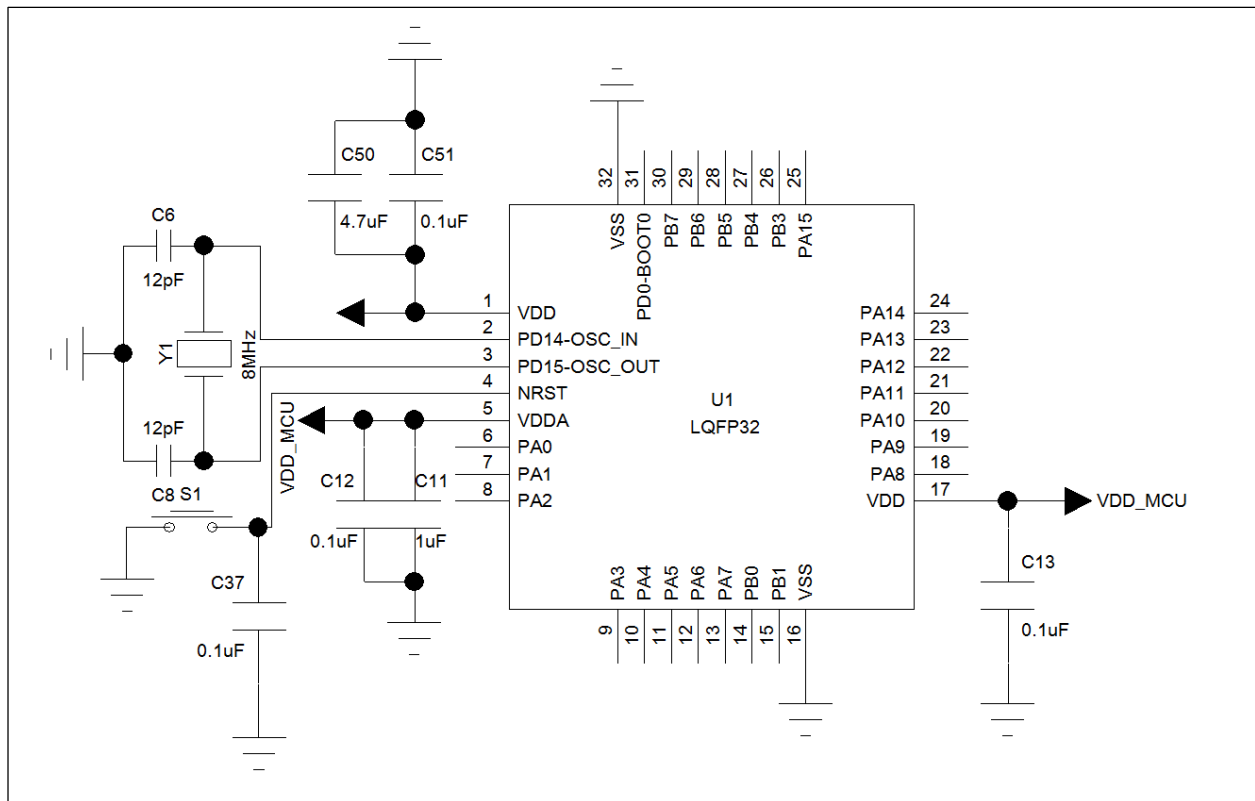 C50
C51
4.7uF
0.1uF
C6
12pF
Y1
8MHz
12pF
C8
S1
C37
0.1uF
VDD_MCU
C12
C11
0.1uF
1uF
32
31
30
29
28
27
26
25
VSS
PD0-BOOT0
PB7
PB6
PB5
PB4
PB3
PA15
1
VDD
2
PD14-OSC_IN
3
PD15-OSC_OUT
4
NRST
5
VDDA
6
PA0
7
PA1
8
PA2
U1
LQFP32
PA14
24
PA13
23
PA12
22
PA11
21
PA10
20
PA9
19
PA8
18
VDD
17
VDD_MCU
C13
0.1uF
PA3
PA4
PA5
PA6
PA7
PB0
PB1
VSS
9
10
11
12
13
14
15
16